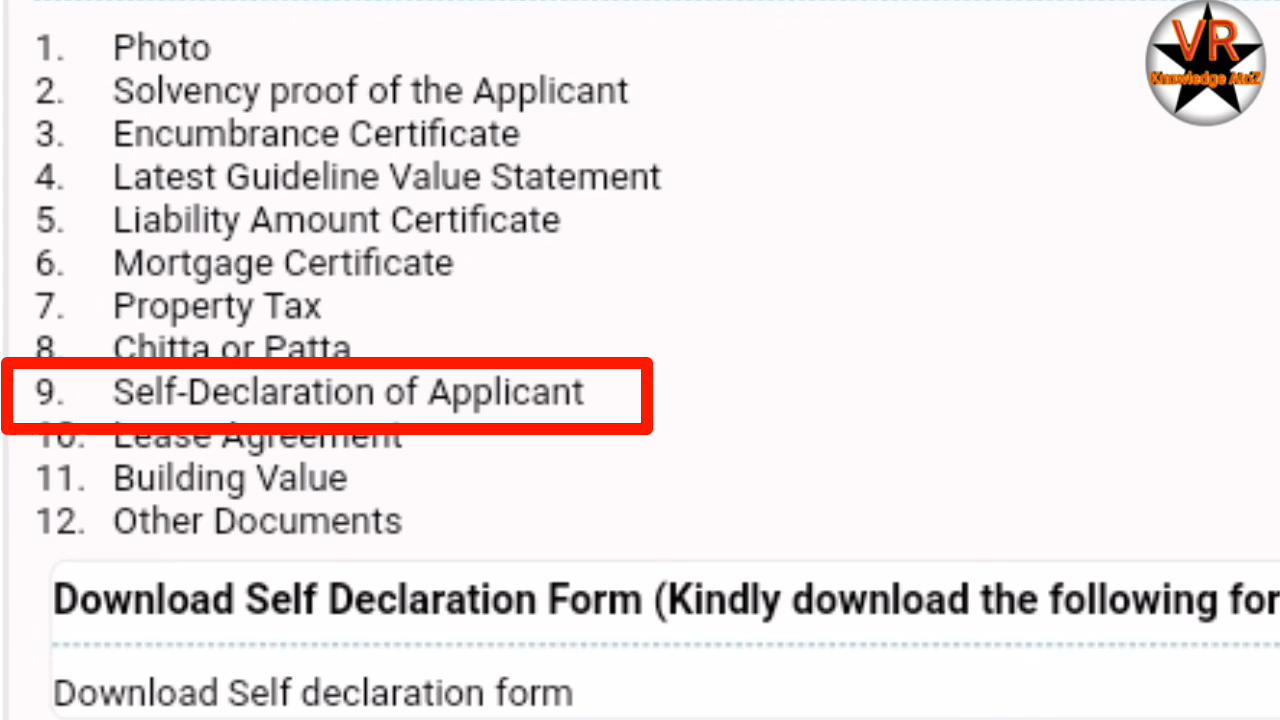 VR
Knowledge AtoZ
1. Photo
2. Solvency proof of the Applicant
3. Encumbrance Certificate
4. Latest Guideline Value Statement
5. Liability Amount Certificate
6. Mortgage Certificate
7. Property Tax
8. Chitta or Patta
9. Self-Declaration of Applicant
10. Lease Agreement
11. Building Value
12. Other Documents
Download Self Declaration Form (Kindly download the following for
Download Self declaration form